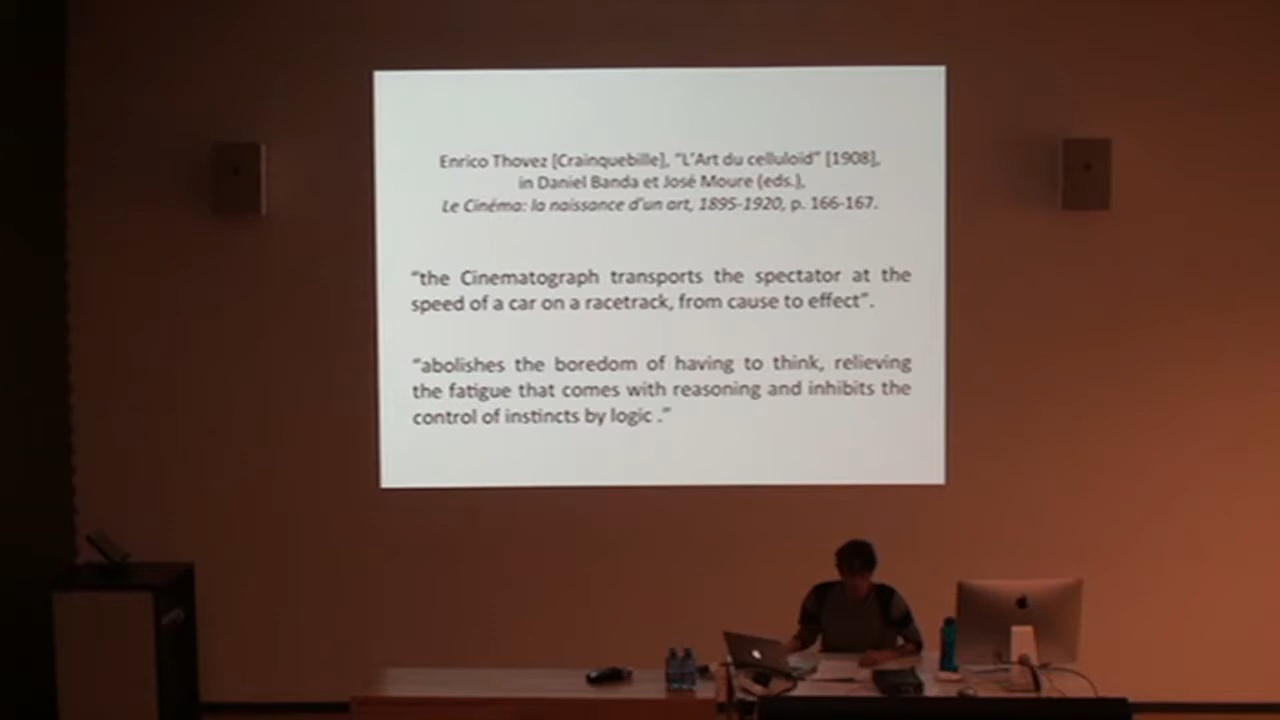 Enrico Thovez [Crainquebille], "L'Art du celluloid" [1908],
in Daniel Banda et José Moure (eds.),
Le Cinéma: la naissance d'un art, 1895-1920, p. 166-167.
"the Cinematograph transports the spectator at the
speed of a car on a racetrack, from cause to effect".
"abolishes the boredom of having to think, relieving
the fatigue that comes with reasoning and inhibits the
control of instincts by logic ."